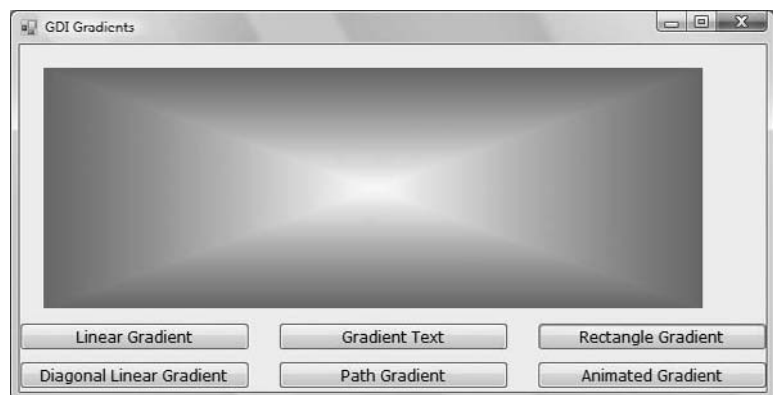 GDI Gradients
Linear Gradient
Gradient Text
Rectangle Gradient
Diagonal Linear Gradient
Path Gradient
Animated Gradient